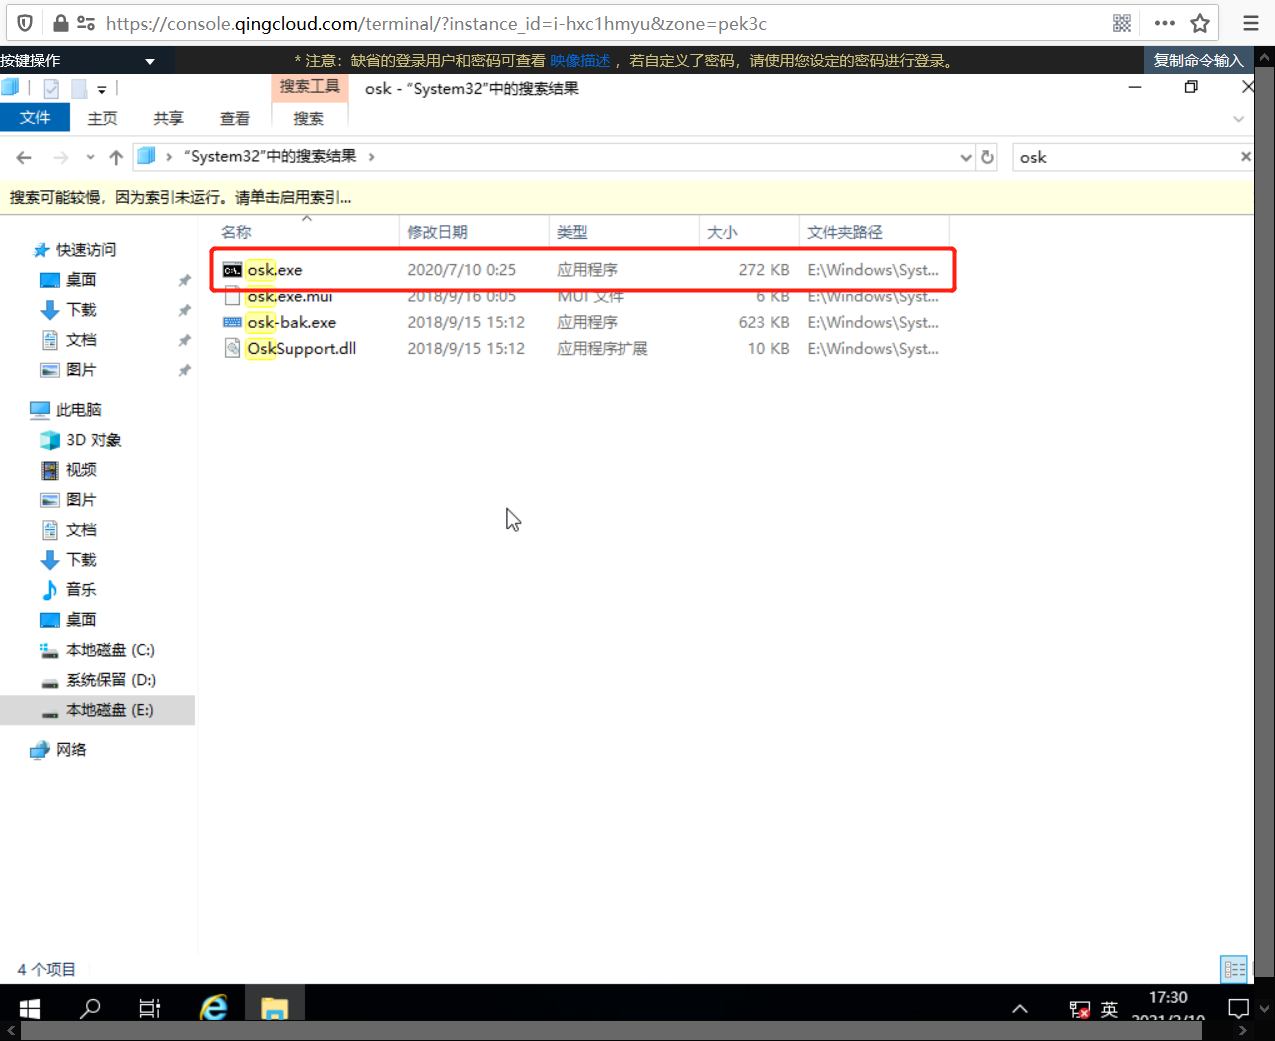 https://console.qingcloud.com/terminal/?instance_id=i-hxc1hmyu&zone=pek3c
按键操作
* 注意：缺省的登录用户和密码可查看 映像描述 ，若自定义了密码，请使用您设定的密码进行登录。
复制命令输入
搜索工具
osk - “System32”中的搜索结果
文件
主页
共享
查看
搜索
“System32”中的搜索结果
osk
搜索可能较慢，因为索引未运行。请单击启用索引...
名称 修改日期 类型 大小 文件夹路径
osk.exe 2020/7/10 0:25 应用程序 272 KB E:\Windows\Syst...
osk.exe.mui 2018/9/16 0:05 MUI 文件 6 KB E:\Windows\Syst...
osk-bak.exe 2018/9/15 15:12 应用程序 623 KB E:\Windows\Syst...
OskSupport.dll 2018/9/15 15:12 应用程序扩展 10 KB E:\Windows\Syst...
快速访问
桌面
下载
文档
图片
此电脑
3D 对象
视频
图片
文档
下载
音乐
桌面
本地磁盘 (C:)
系统保留 (D:)
本地磁盘 (E:)
网络
4 个项目
英
17:30